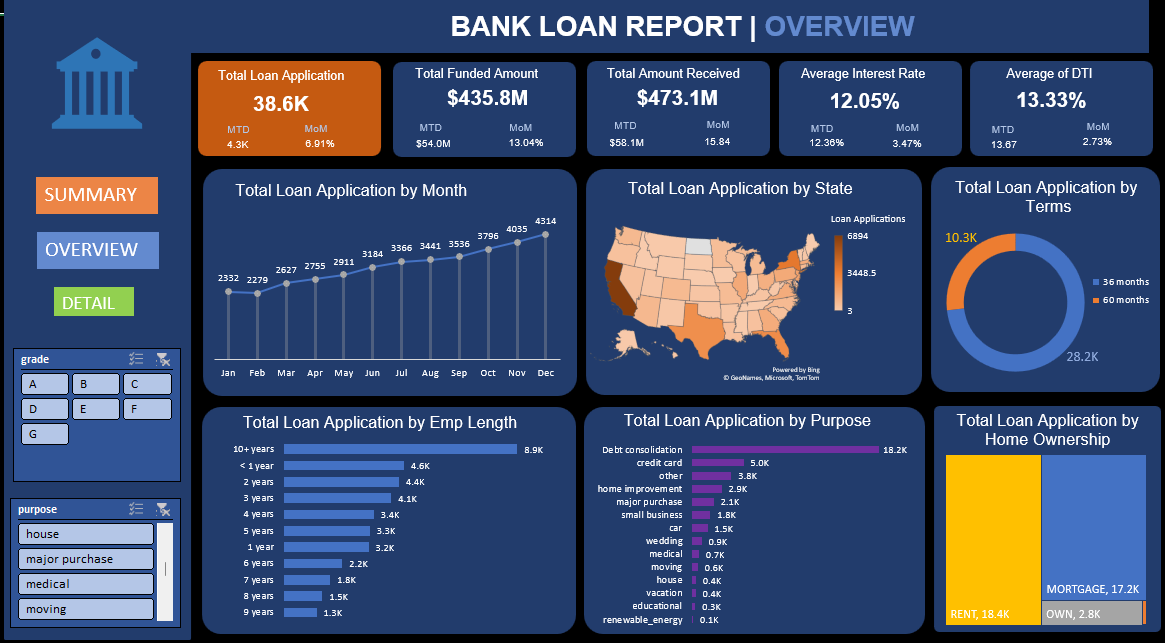 BANK LOAN REPORT | OVERVIEW
Total Loan Application
38.6K
MTD MoM
4.3K 6.91%
Total Funded Amount
$435.8M
MTD MoM
$54.0M 13.04%
Total Amount Received
$473.1M
MTD MoM
$58.1M 15.84
Average Interest Rate
12.05%
MTD MoM
12.36% 3.47%
Average of DTI
13.33%
MTD MoM
13.67 2.73%
SUMMARY
OVERVIEW
DETAIL
grade
A B C
D E F
G
purpose
house
major purchase
medical
moving
Total Loan Application by Month
2332 2279 2627 2755 2911 3184 3366 3441 3536 3796 4035 4314
Jan Feb Mar Apr May Jun Jul Aug Sep Oct Nov Dec
Total Loan Application by State
Loan Applications
6894
3448.5
3
Powered by Bing
© GeoNames, Microsoft, TomTom
Total Loan Application by
Terms
10.3K
36 months
60 months
28.2K
Total Loan Application by Emp Length
10+ years 8.9K
< 1 year 4.6K
2 years 4.4K
3 years 4.1K
4 years 3.4K
5 years 3.3K
1 year 3.2K
6 years 2.2K
7 years 1.8K
8 years 1.5K
9 years 1.3K
Total Loan Application by Purpose
Debt consolidation 18.2K
credit card 5.0K
other 3.8K
home improvement 2.9K
major purchase 2.1K
small business 1.8K
car 1.5K
wedding 0.9K
medical 0.7K
moving 0.6K
house 0.4K
vacation 0.4K
educational 0.3K
renewable_energy 0.1K
Total Loan Application by
Home Ownership
MORTGAGE, 17.2K
RENT, 18.4K
OWN, 2.8K